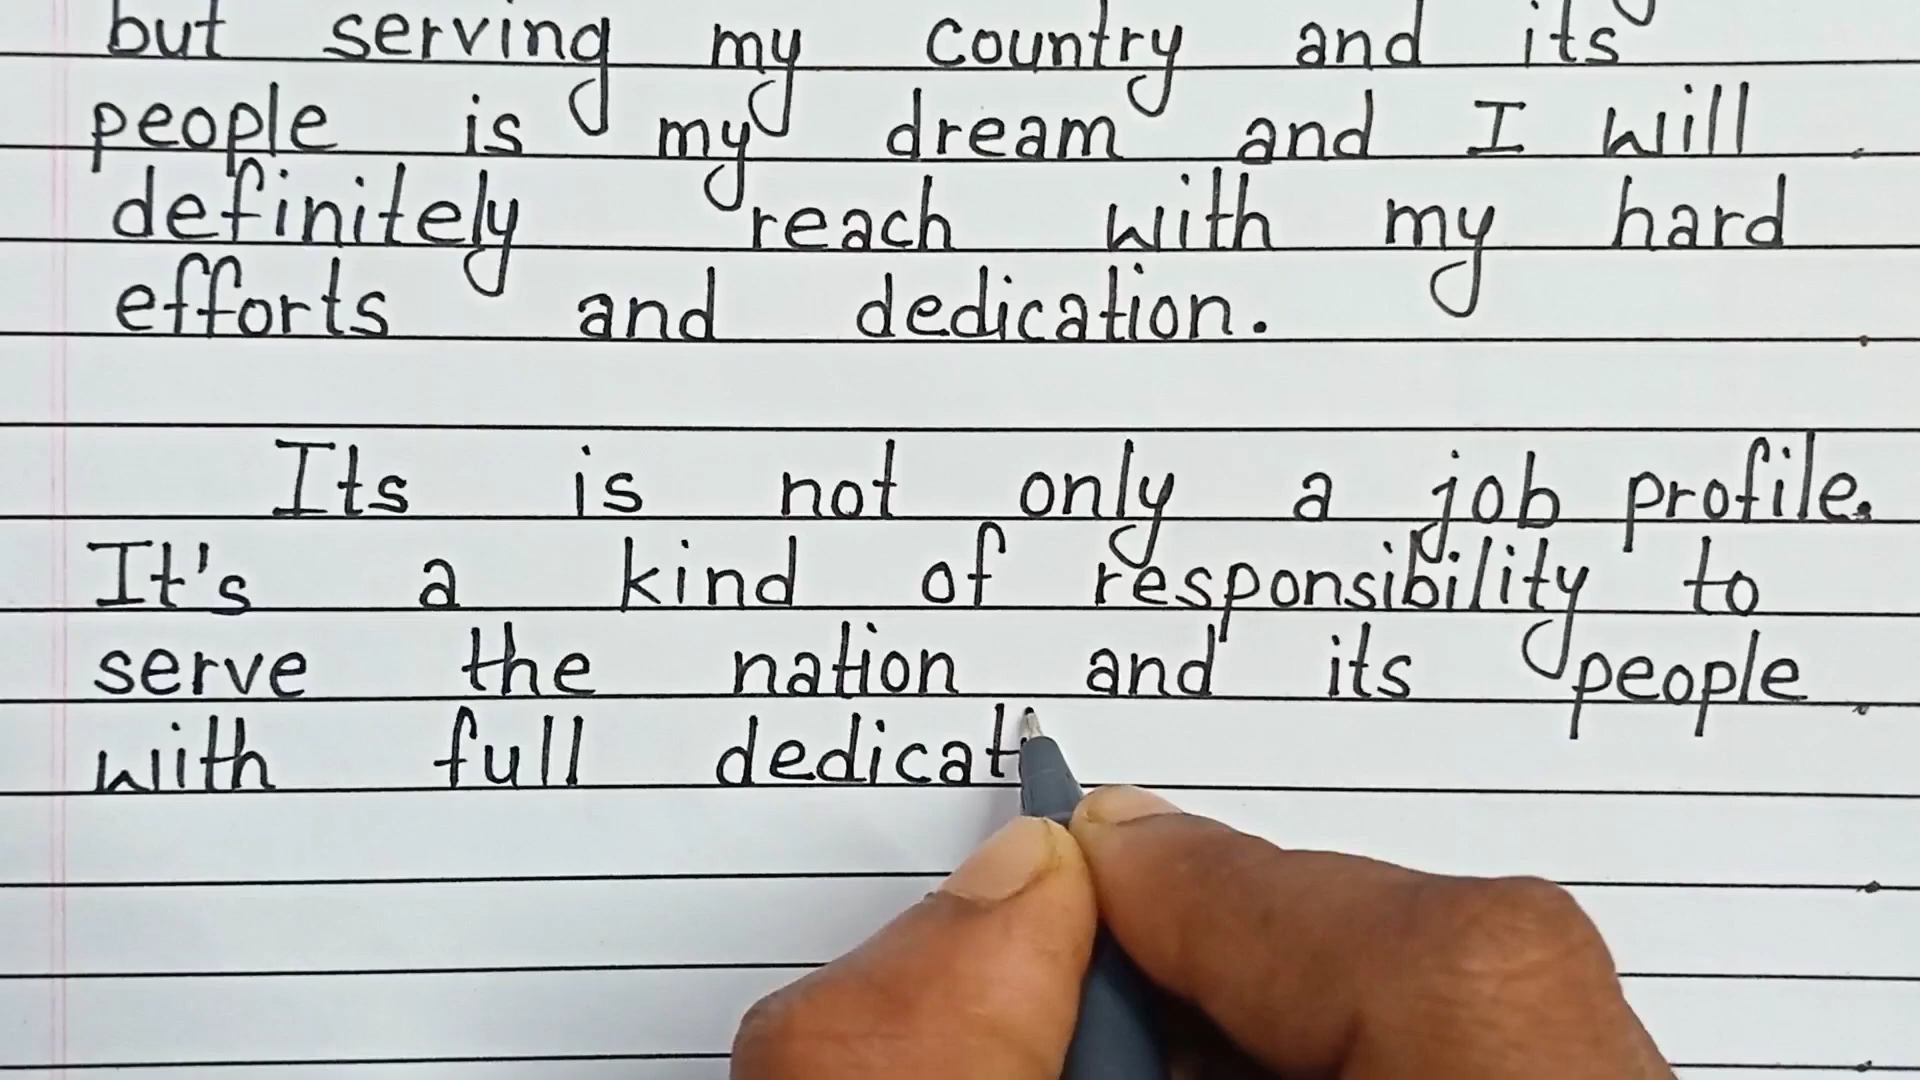 but serving my country and its
people is my dream and I will
definitely reach with my hard
efforts and dedication.
Its is not only a job profile.
It's a kind of responsibility to
serve the nation and its people
with full dedicat